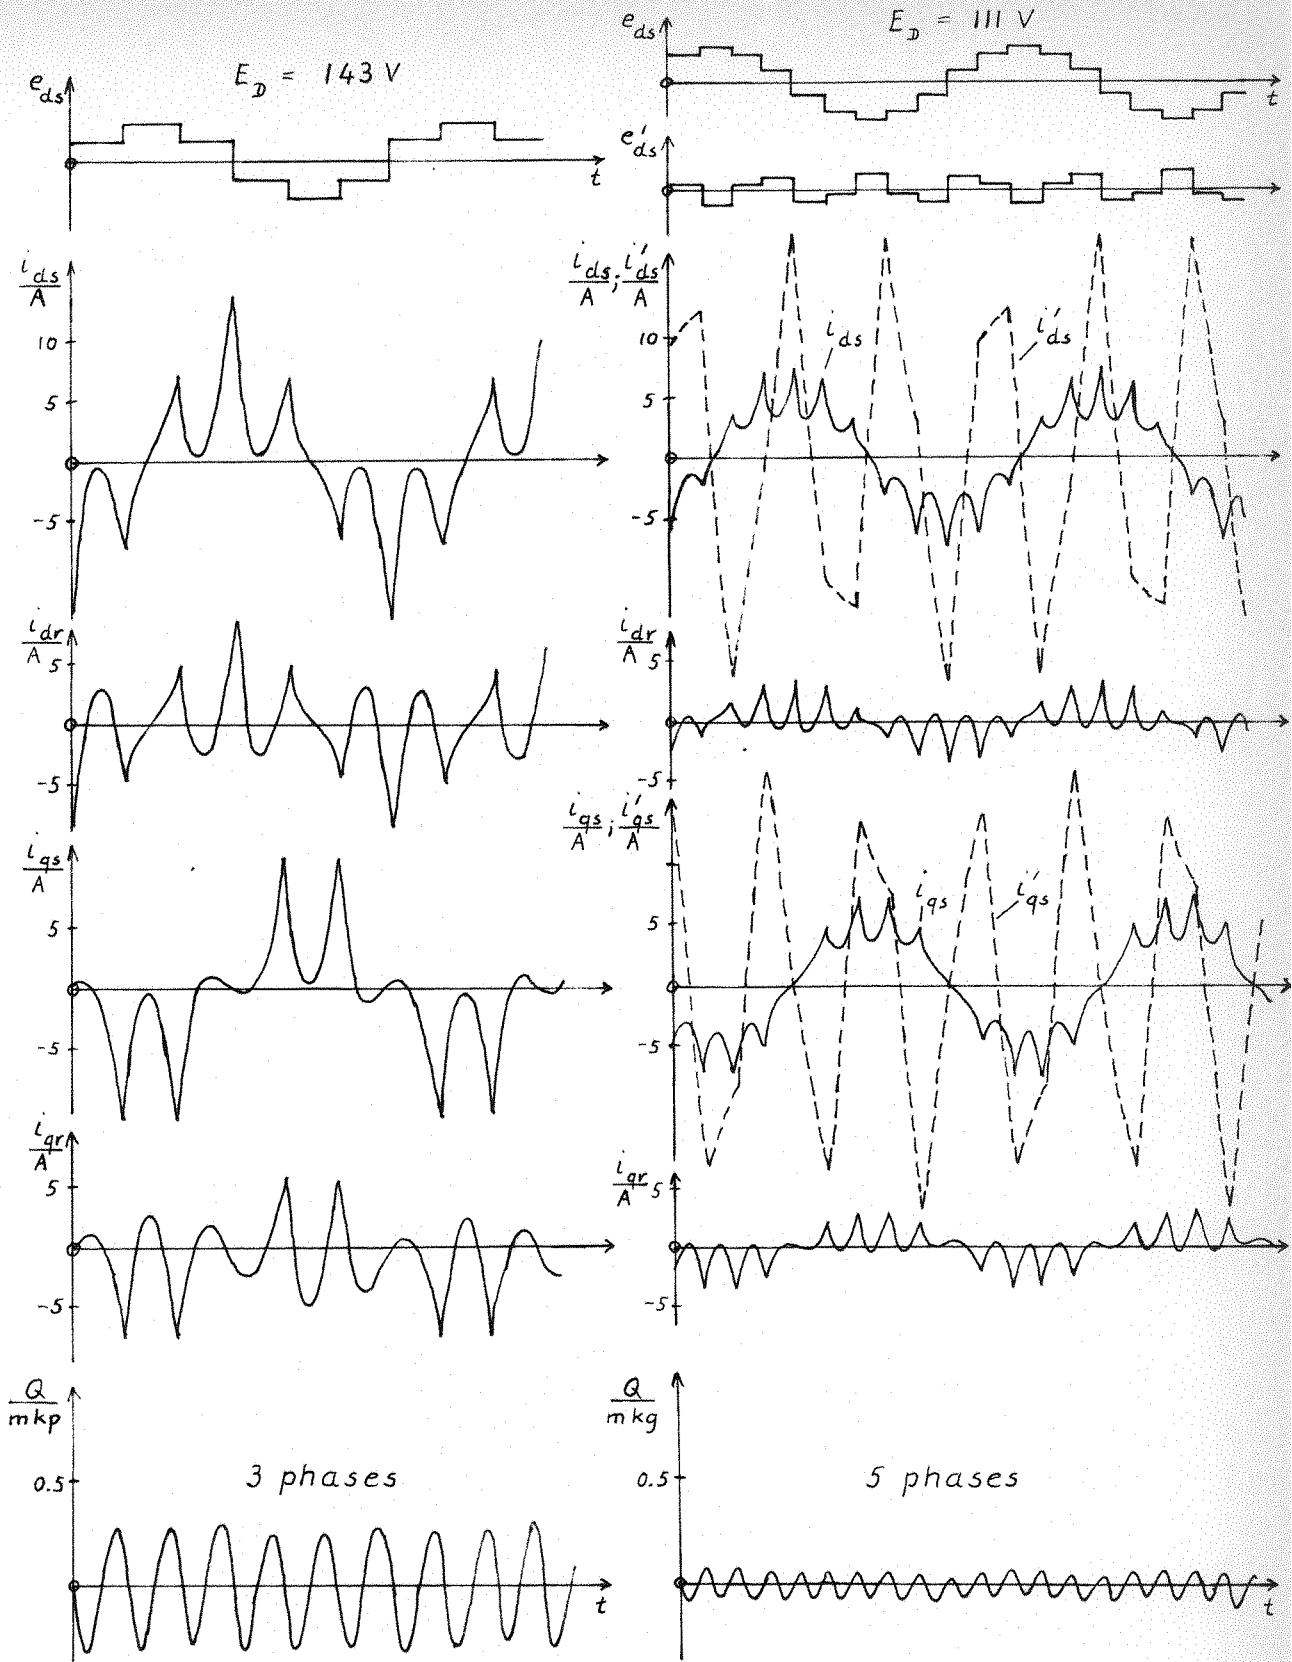 E_D = 143 V
e_ds
t
i_ds/A
10
5
-5
i_dr/A
5
-5
i_qs/A
5
-5
i_qr/A
5
-5
Q/mkp
0.5
3 phases
t
E_D = 111 V
e_ds
t
e'_ds
t
i_ds/A; i'_ds/A
10
5
-5
i_ds
i'_ds
i_dr/A
5
-5
i_qs/A; i'_qs/A
5
-5
i_qs
i'_qs
i_qr/A
5
-5
Q/mkg
0.5
5 phases
t